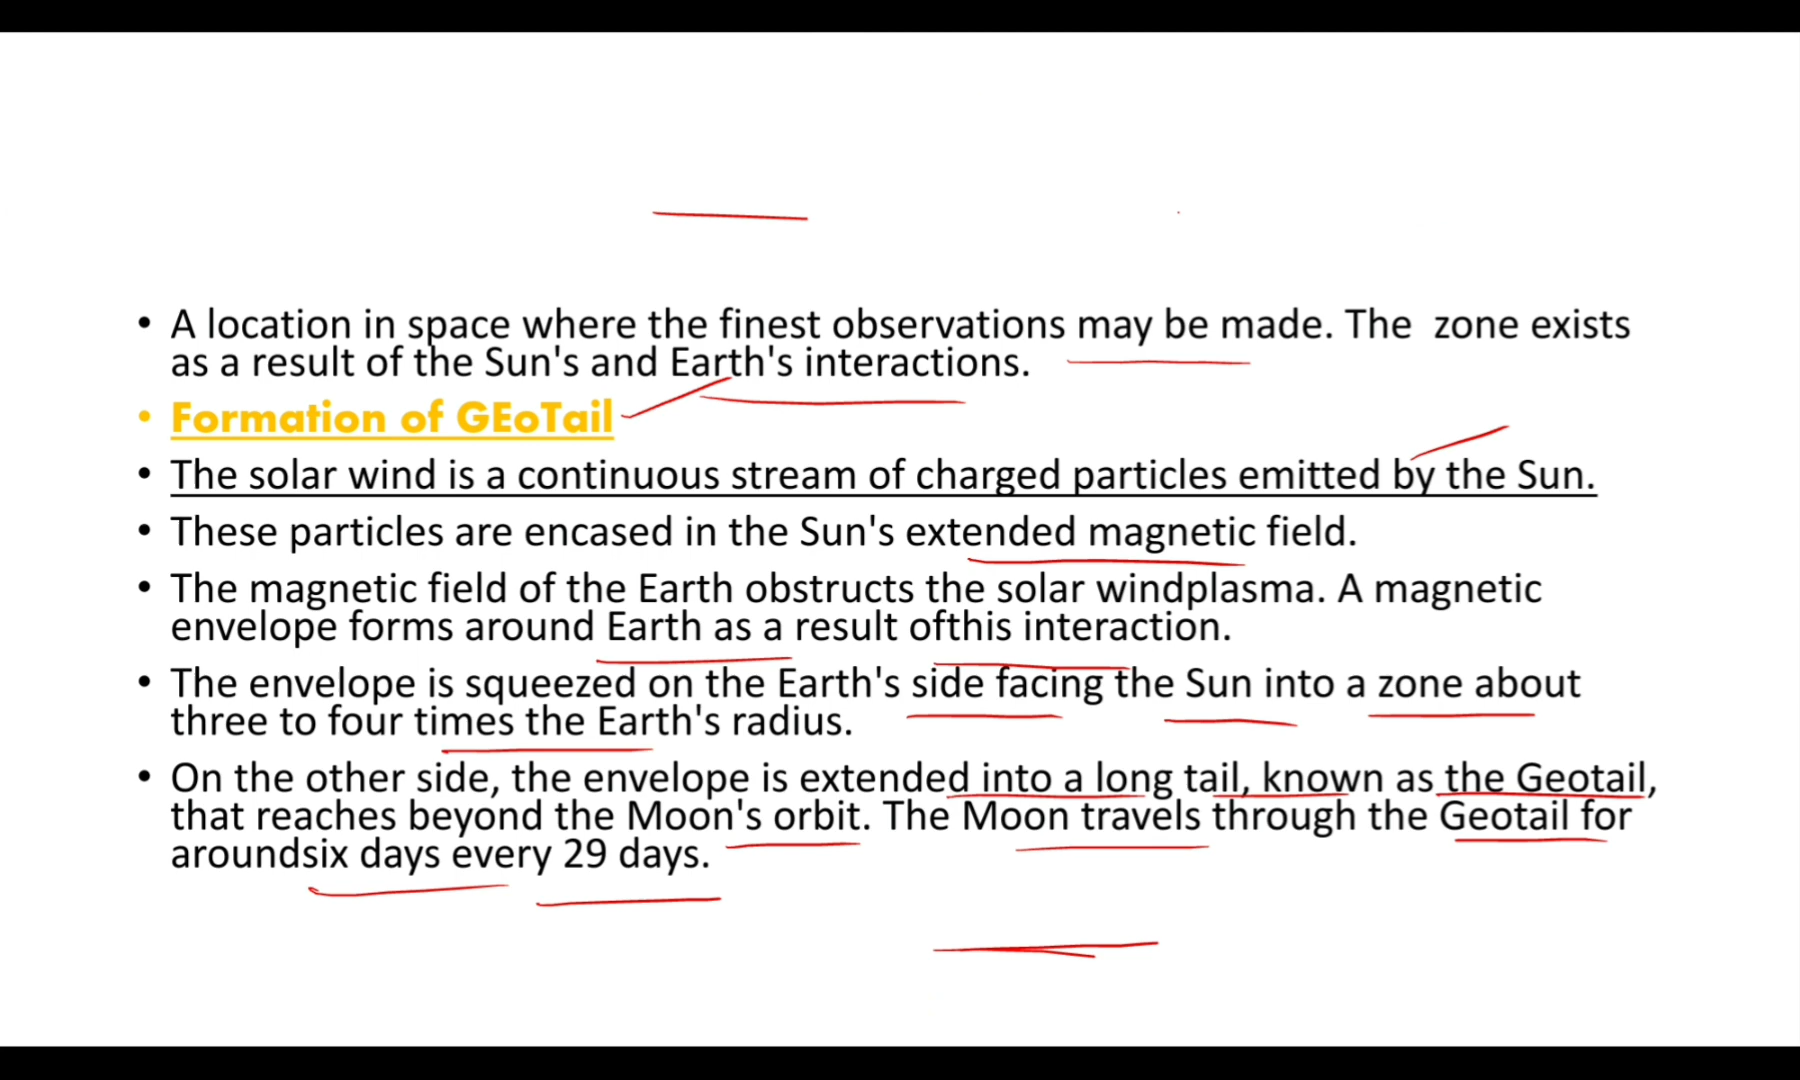 • A location in space where the finest observations may be made. The  zone exists
as a result of the Sun's and Earth's interactions.
• Formation of GEoTail
• The solar wind is a continuous stream of charged particles emitted by the Sun.
• These particles are encased in the Sun's extended magnetic field.
• The magnetic field of the Earth obstructs the solar windplasma. A magnetic
envelope forms around Earth as a result ofthis interaction.
• The envelope is squeezed on the Earth's side facing the Sun into a zone about
three to four times the Earth's radius.
• On the other side, the envelope is extended into a long tail, known as the Geotail,
that reaches beyond the Moon's orbit. The Moon travels through the Geotail for
aroundsix days every 29 days.